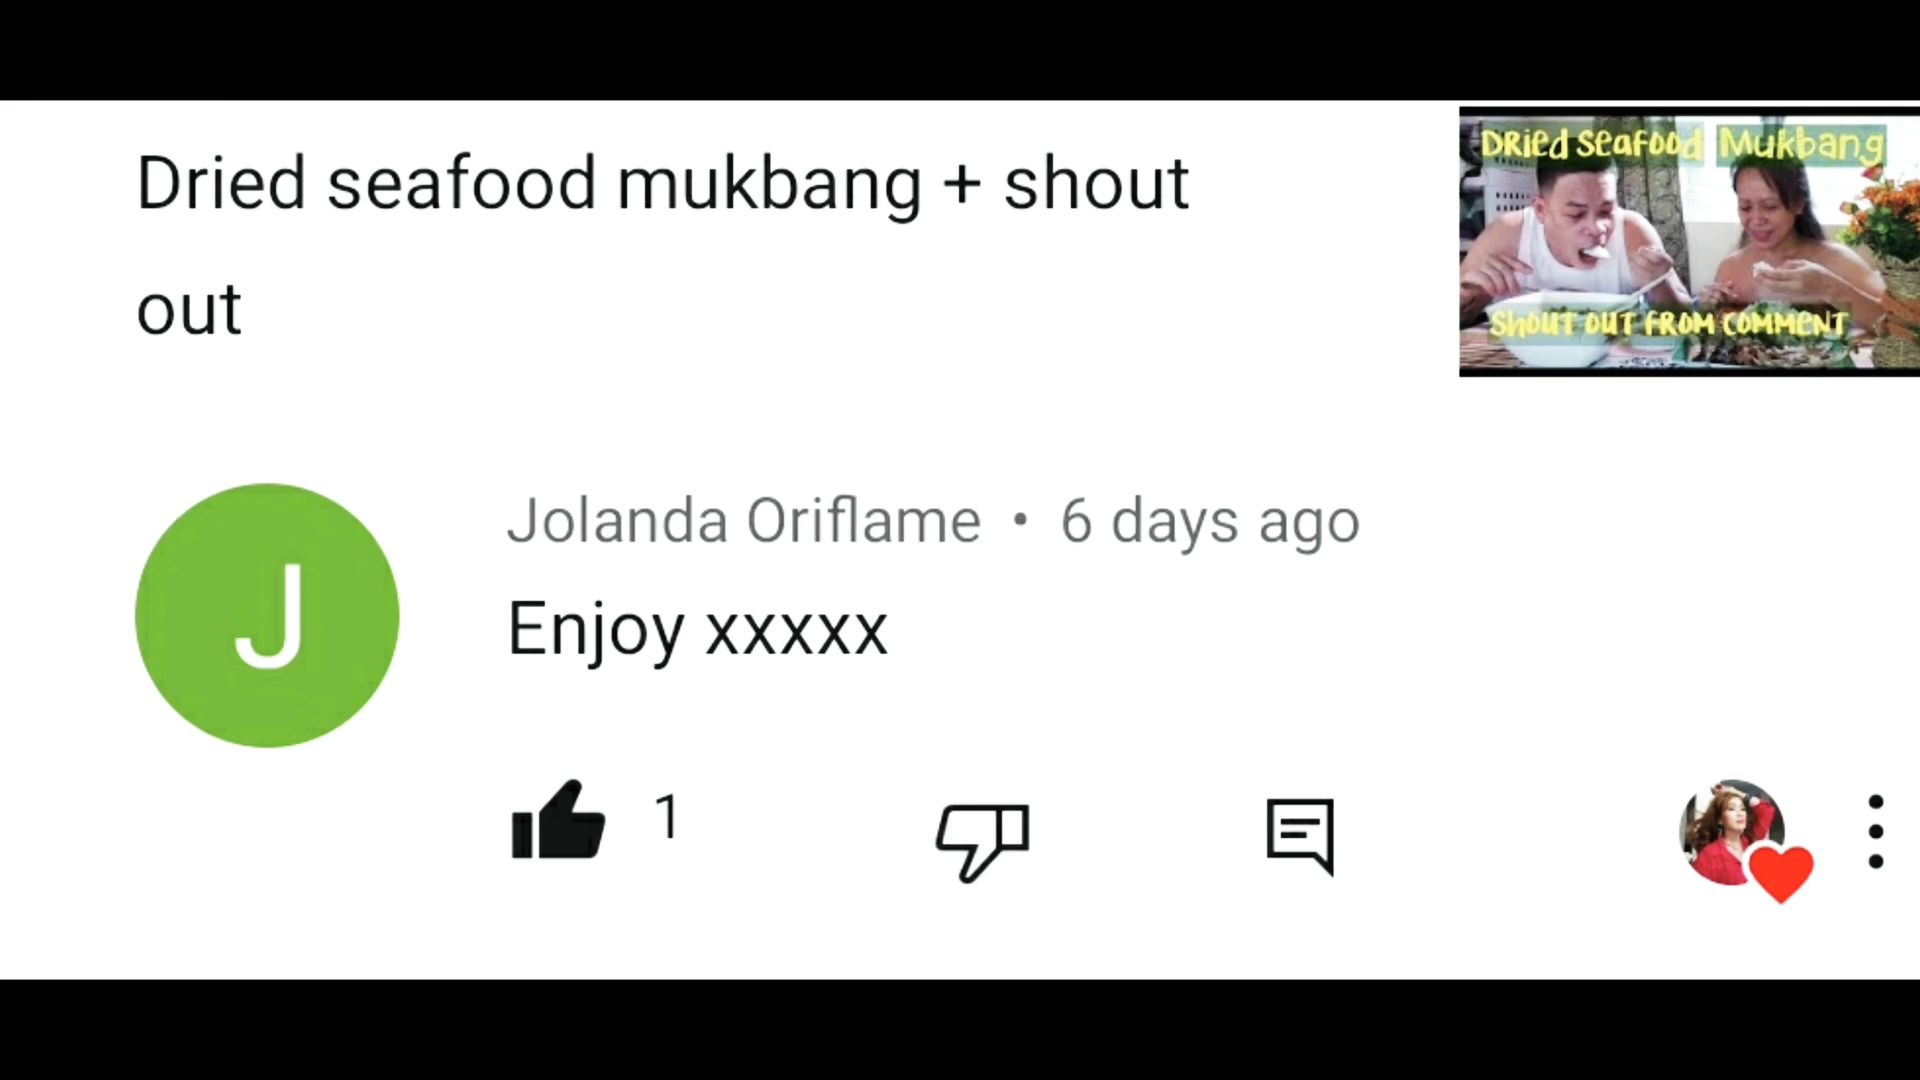 Dried seafood mukbang + shout
out
DRied SeaFood Mukbang
SHOUT OUT FROM COMMENT
J
Jolanda Oriflame • 6 days ago
Enjoy xxxxx
1